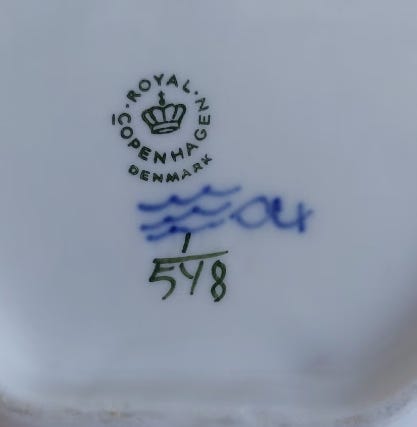 ROYAL
COPENHAGEN
DENMARK
1
548